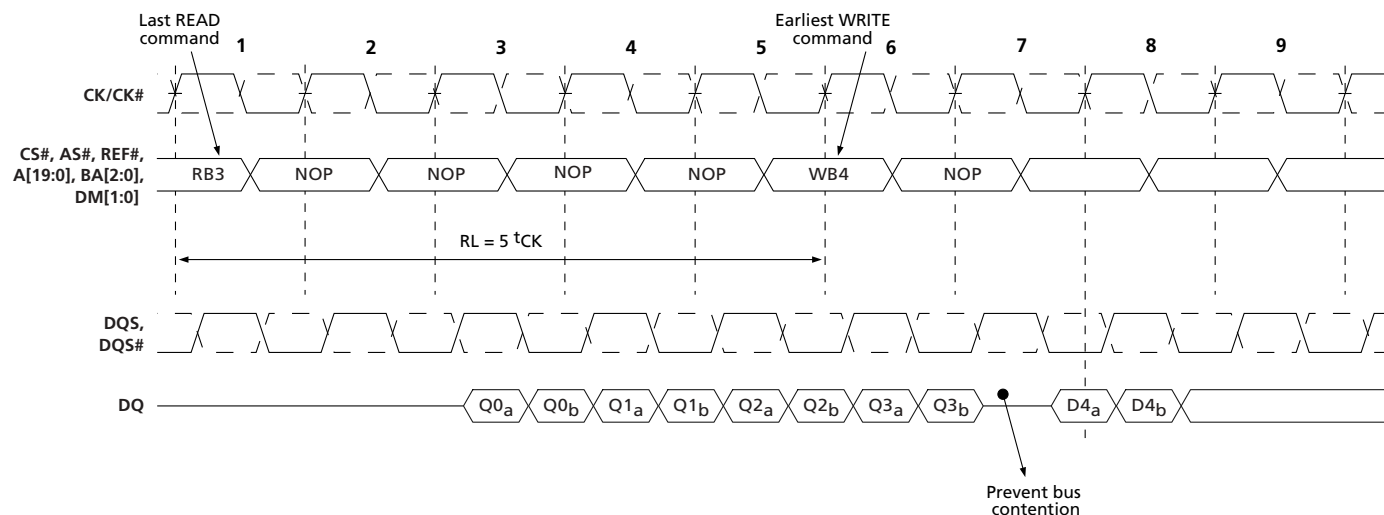 Last READ
command
Earliest WRITE
command
1 2 3 4 5 6 7 8 9
CK/CK#
CS#, AS#, REF#,
A[19:0], BA[2:0],
DM[1:0]
RB3 NOP NOP NOP NOP WB4 NOP
RL = 5 tCK
DQS,
DQS#
DQ
Q0a Q0b Q1a Q1b Q2a Q2b Q3a Q3b D4a D4b
Prevent bus
contention